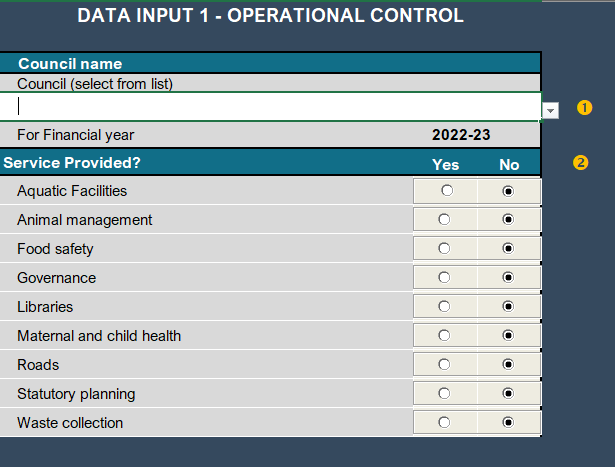 DATA INPUT 1 - OPERATIONAL CONTROL
Council name
Council (select from list)
1
For Financial year 2022-23
Service Provided? Yes No 2
Aquatic Facilities
Animal management
Food safety
Governance
Libraries
Maternal and child health
Roads
Statutory planning
Waste collection